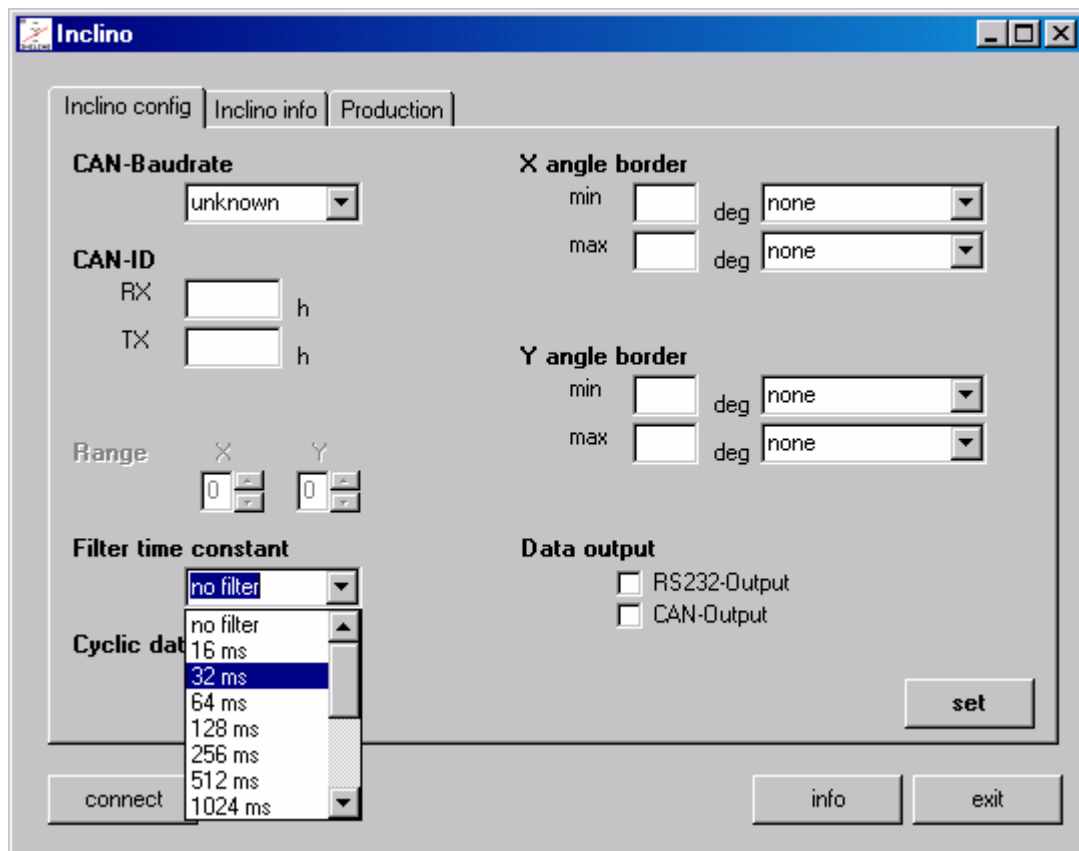 Inclino
Inclino config
Inclino info
Production
CAN-Baudrate
unknown
CAN-ID
RX
h
TX
h
Range
X
Y
0
0
Filter time constant
no filter
no filter
16 ms
32 ms
64 ms
128 ms
256 ms
512 ms
1024 ms
Cyclic dat
X angle border
min
deg
none
max
deg
none
Y angle border
min
deg
none
max
deg
none
Data output
RS232-Output
CAN-Output
set
connect
info
exit